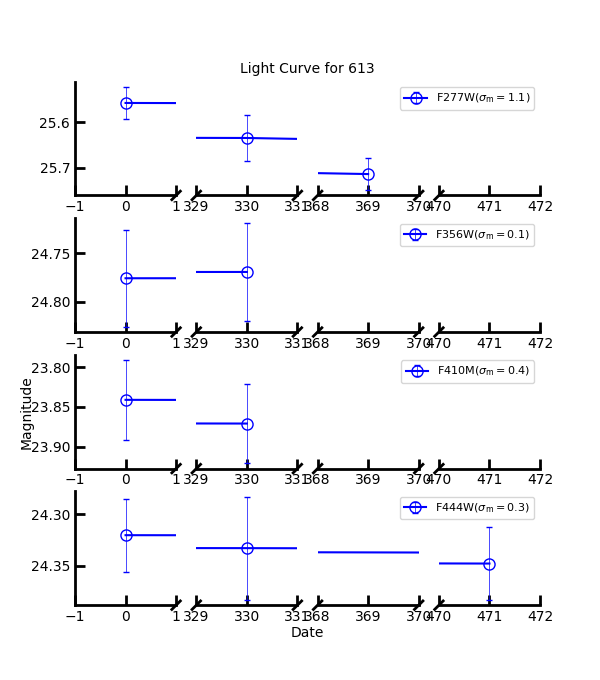 Light Curve for 613
F277W(σm = 1.1)
25.6
25.7
−1 0 1 329 330 331 368 369 370 470 471 472
F356W(σm = 0.1)
24.75
24.80
−1 0 1 329 330 331 368 369 370 470 471 472
F410M(σm = 0.4)
23.80
23.85
23.90
Magnitude
−1 0 1 329 330 331 368 369 370 470 471 472
F444W(σm = 0.3)
24.30
24.35
−1 0 1 329 330 331 368 369 370 470 471 472
Date